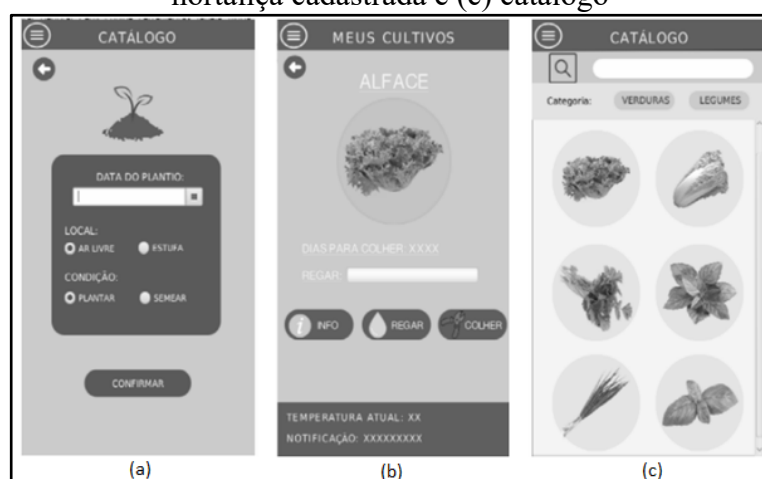 hortaliça cadastrada e (c) catálogo
CATÁLOGO
DATA DO PLANTIO:
LOCAL:
AR LIVRE ESTUFA
CONDIÇÃO:
PLANTAR SEMEAR
CONFIRMAR
(a)
MEUS CULTIVOS
ALFACE
DIAS PARA COLHER: XXXX
REGAR:
INFO REGAR COLHER
TEMPERATURA ATUAL: XX
NOTIFICAÇÃO: XXXXXXXXX
(b)
CATÁLOGO
Categoria: VERDURAS LEGUMES
(c)